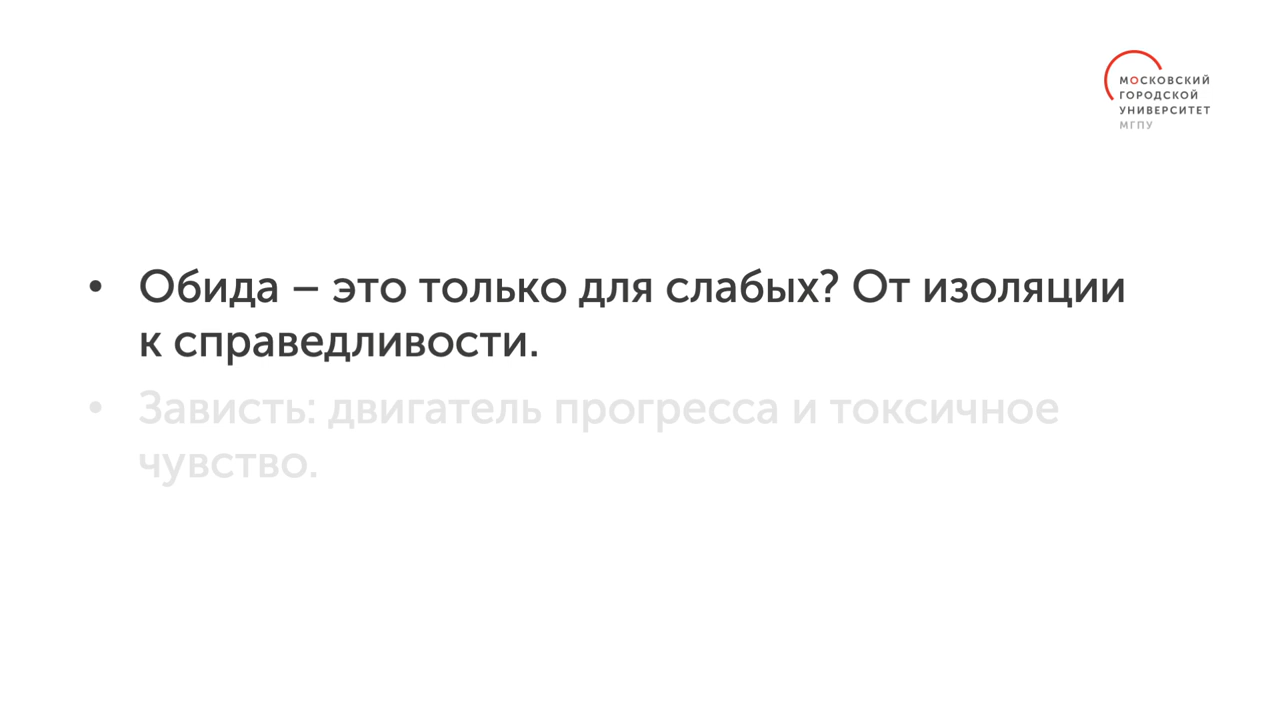 МОСКОВСКИЙ
ГОРОДСКОЙ
УНИВЕРСИТЕТ
МГПУ
• Обида – это только для слабых? От изоляции
к справедливости.
• Зависть: двигатель прогресса и токсичное
чувство.